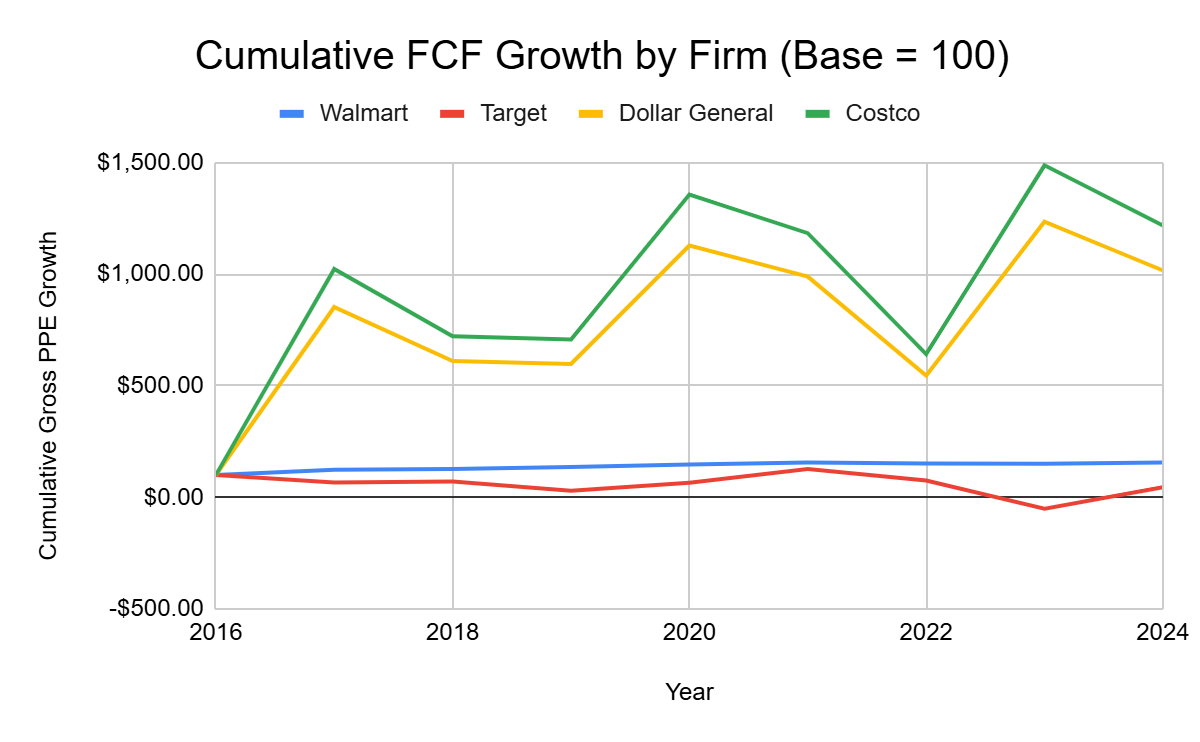 Cumulative FCF Growth by Firm (Base = 100)
Walmart Target Dollar General Costco
$1,500.00
$1,000.00
$500.00
$0.00
-$500.00
Cumulative Gross PPE Growth
2016 2018 2020 2022 2024
Year